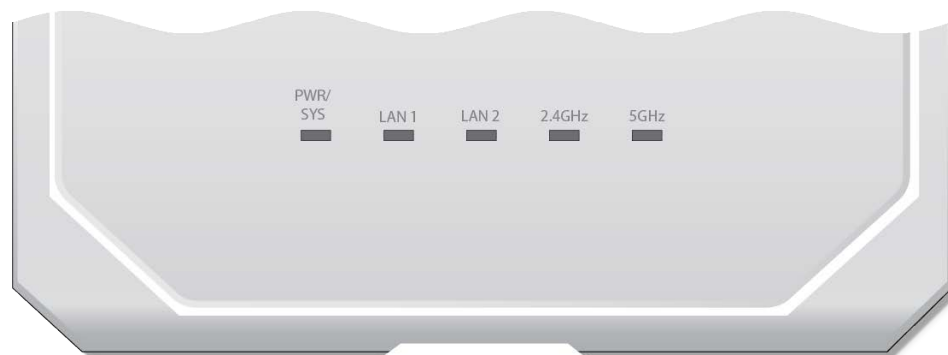 PWR/
SYS
LAN 1
LAN 2
2.4GHz
5GHz